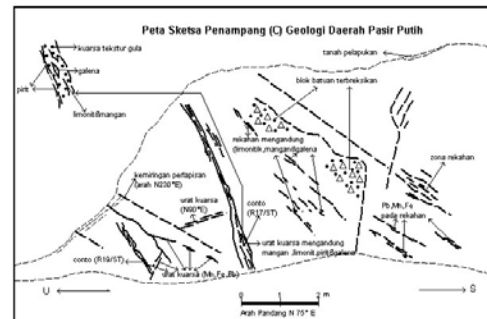 Peta Sketsa Penampang (C) Geologi Daerah Pasir Putih
kuarsa tekstur gula
galena
pirit
limonit/mangan
tanah pelapukan
blok batuan terbreksikan
rekahan mengandung
(limonitik,mangan&galena)
zona rekahan
kemiringan perlapisan
(arah N230°E)
urat kuarsa
(N90°E)
conto
(R17/ST)
Pb,Mn,Fe
pada rekahan
conto (R19/ST)
urat kuarsa (Mn,Fe,Pb)
urat kuarsa mengandung
mangan ,limonit,pirit&galena
U
S
0 1 2 m
Arah Pandang N 75° E